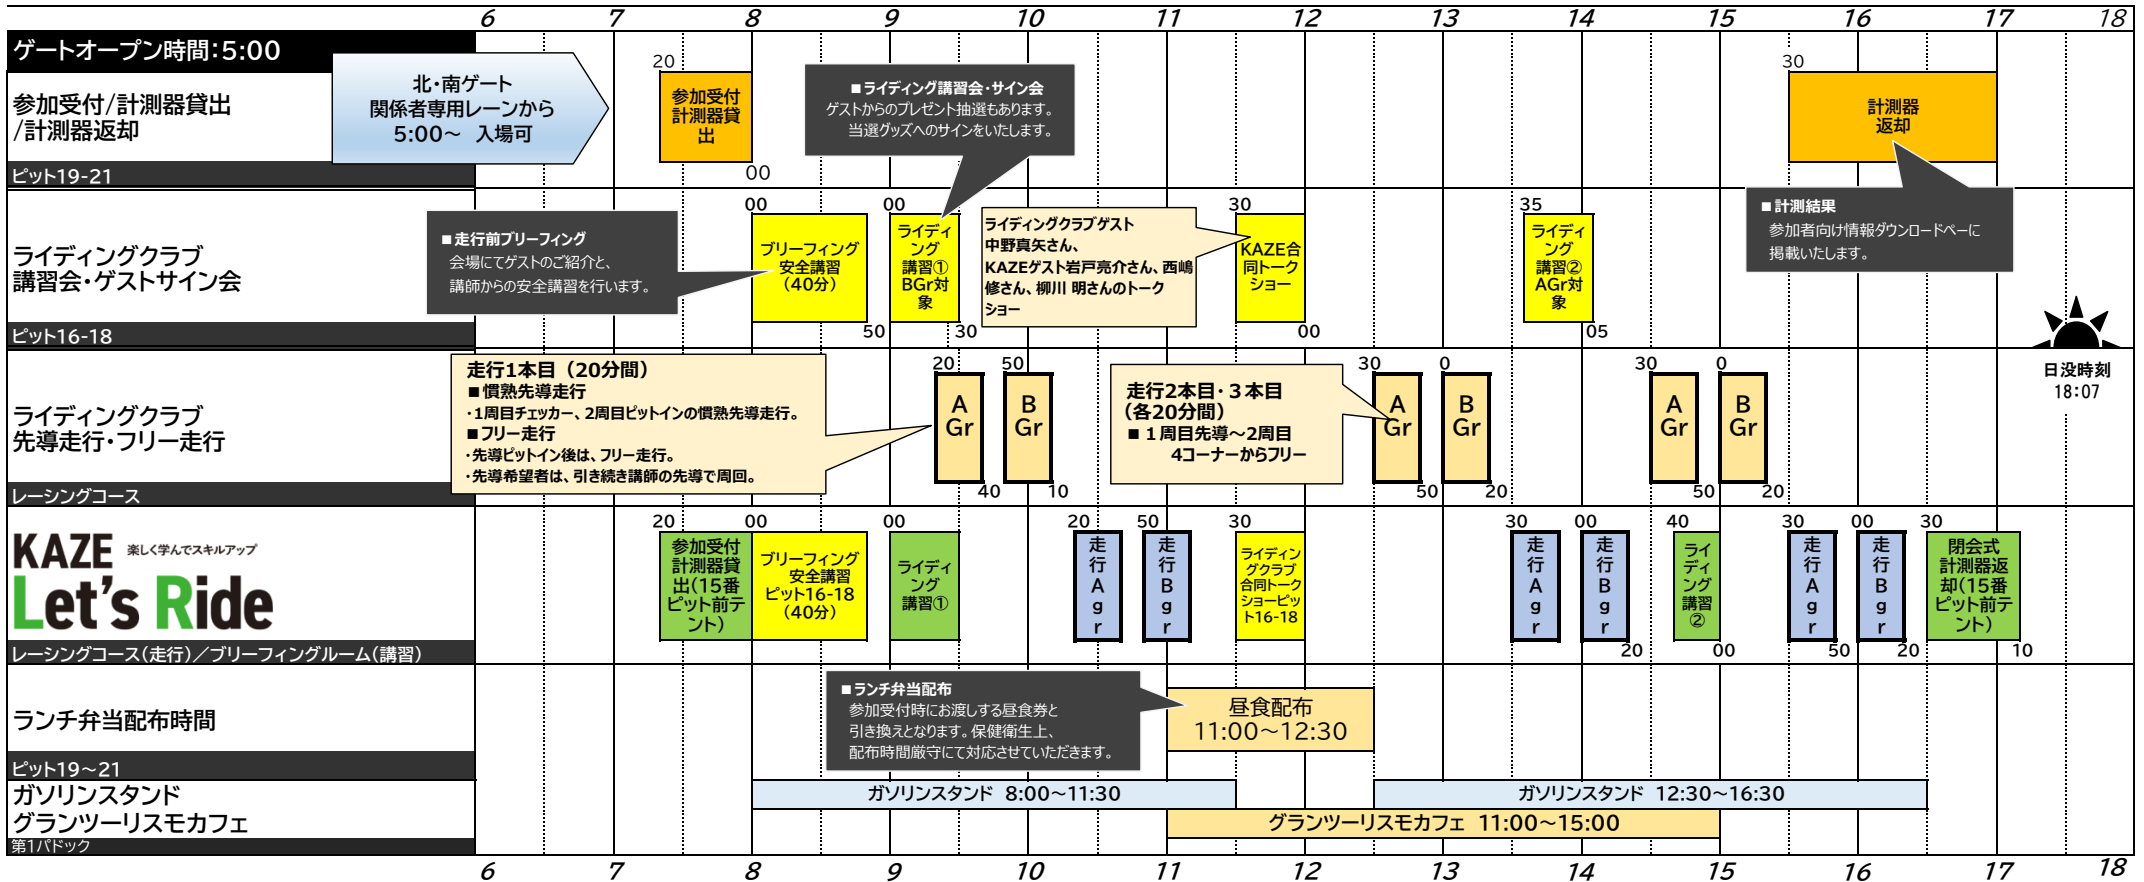 6 7 8 9 10 11 12 13 14 15 16 17 18
ゲートオープン時間:5:00
北・南ゲート
関係者専用レーンから
5:00～ 入場可
参加受付/計測器貸出
/計測器返却
ピット19-21
20
参加受付
計測器貸
出
00
■ライディング講習会・サイン会
ゲストからのプレゼント抽選もあります。
当選グッズへのサインをいたします。
30
計測器
返却
■計測結果
参加者向け情報ダウンロードペーに
掲載いたします。
ライディングクラブ
講習会・ゲストサイン会
ピット16-18
■走行前ブリーフィング
会場にてゲストのご紹介と、
講師からの安全講習を行います。
00
ブリーフィング
安全講習
(40分)
50
00
ライディ
ング
講習①
BGr対
象
30
ライディングクラブゲスト
中野真矢さん、
KAZEゲスト岩戸亮介さん、西嶋
修さん、柳川 明さんのトーク
ショー
30
KAZE合
同トーク
ショー
00
35
ライディ
ング
講習②
AGr対
象
05
日没時刻
18:07
ライディングクラブ
先導走行・フリー走行
レーシングコース
走行1本目（20分間）
■慣熟先導走行
・1周目チェッカー、2周目ピットインの慣熟先導走行。
■フリー走行
・先導ピットイン後は、フリー走行。
・先導希望者は、引き続き講師の先導で周回。
20
A
Gr
40
50
B
Gr
10
走行2本目・３本目
（各20分間）
■１周目先導～2周目
4コーナーからフリー
30
A
Gr
50
0
B
Gr
20
30
A
Gr
50
0
B
Gr
20
KAZE 楽しく学んでスキルアップ
Let's Ride
レーシングコース(走行)／ブリーフィングルーム(講習)
20
参加受付
計測器貸
出(15番
ピット前テ
ント)
00
ブリーフィング
安全講習
ピット16-18
(40分)
00
ライディ
ング
講習①
20
走
行
A
g
r
50
走
行
B
g
r
30
ライディン
グクラブ
合同トーク
ショーピッ
ト16-18
30
走
行
A
g
r
00
走
行
B
g
r
20
40
ライ
ディ
ング
講習
②
00
30
走
行
A
g
r
50
00
走
行
B
g
r
20
30
閉会式
計測器返
却(15番
ピット前テ
ント)
10
ランチ弁当配布時間
ピット19～21
■ランチ弁当配布
参加受付時にお渡しする昼食券と
引き換えとなります。保健衛生上、
配布時間厳守にて対応させていただきます。
昼食配布
11:00～12:30
ガソリンスタンド
グランツーリスモカフェ
第1パドック
ガソリンスタンド 8:00～11:30
ガソリンスタンド 12:30～16:30
グランツーリスモカフェ 11:00～15:00
6 7 8 9 10 11 12 13 14 15 16 17 18